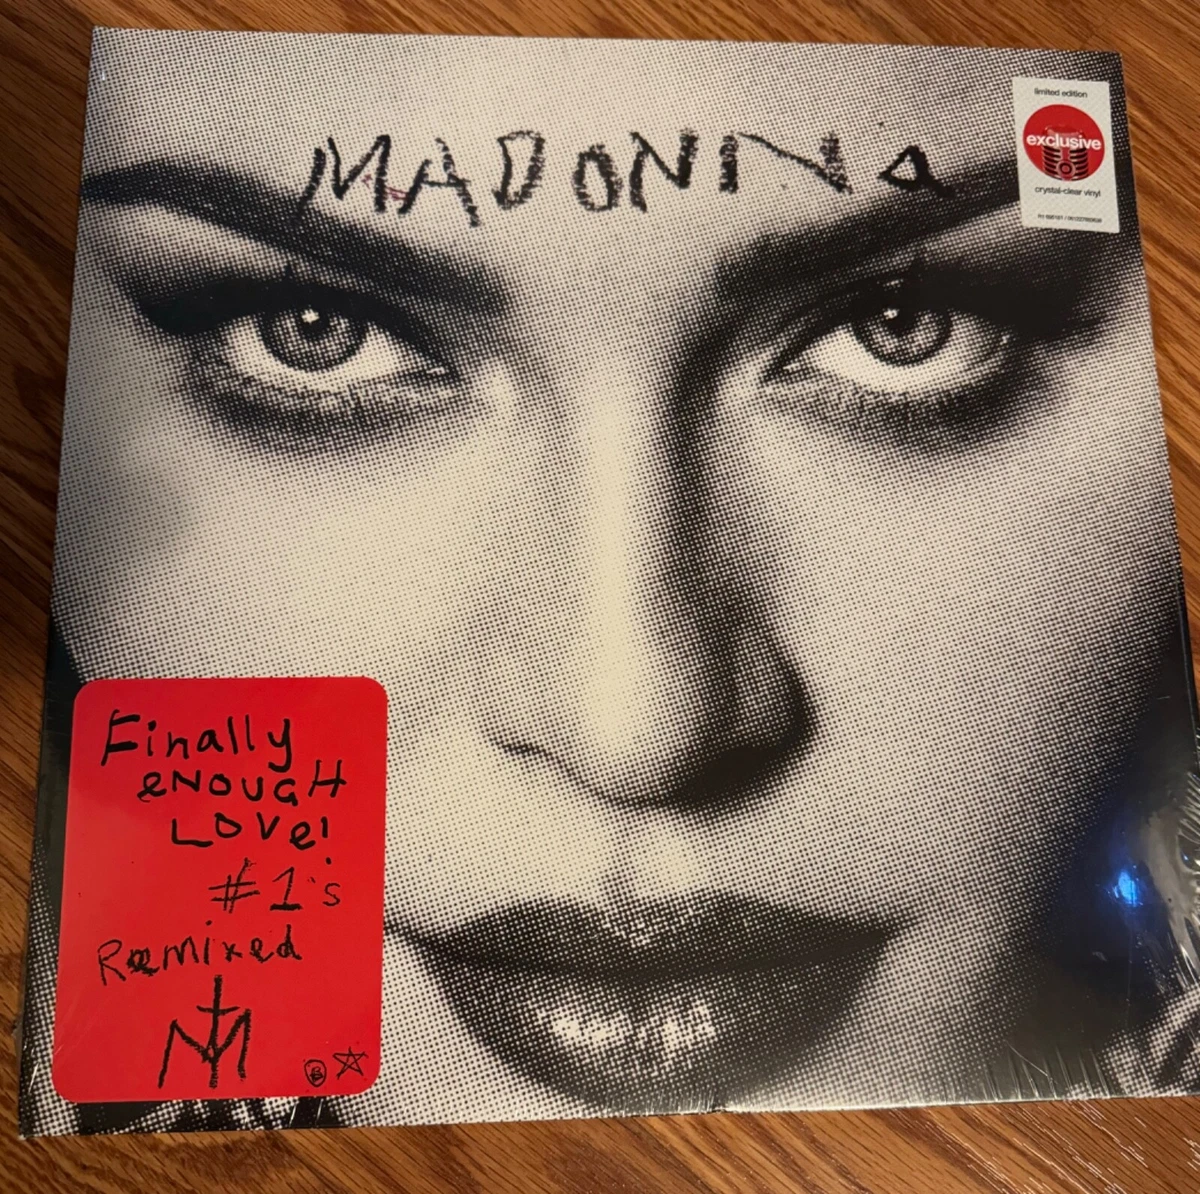 MADONNA
limited edition
exclusive
crystal-clear vinyl
Finally
eNOUGH
LOVe!
#1's
Remixed
M
B